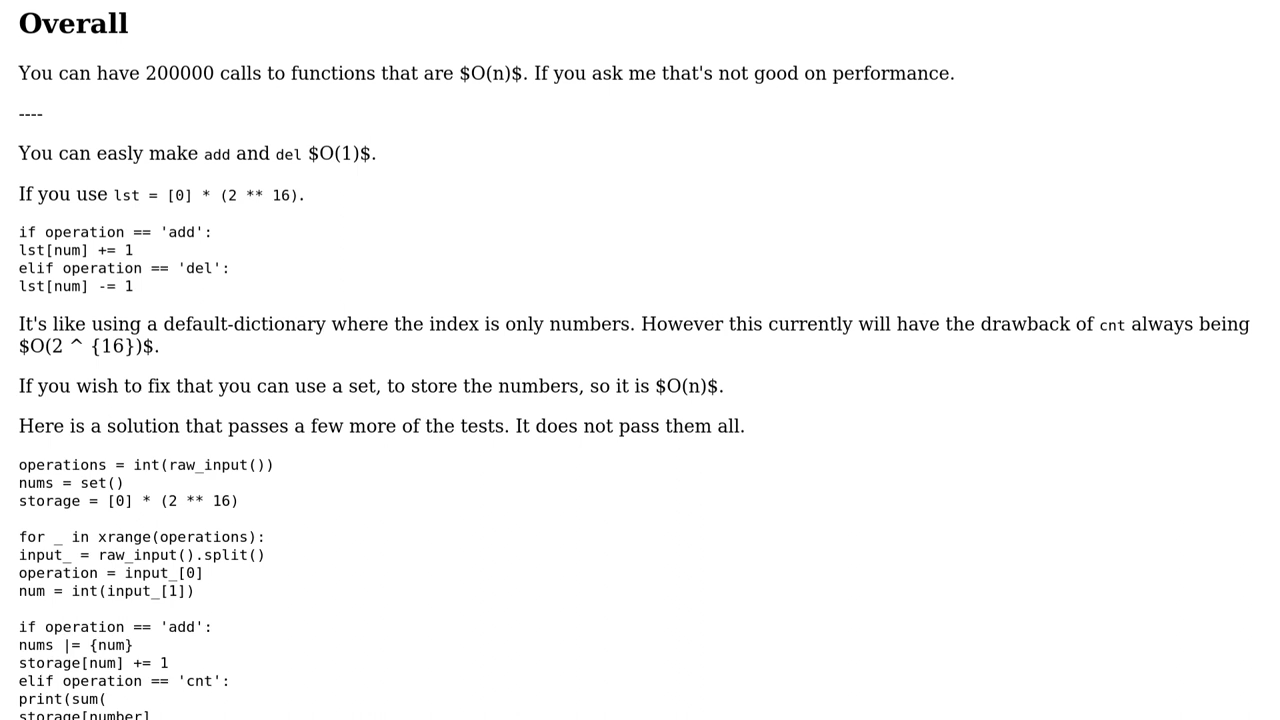 Overall
You can have 200000 calls to functions that are $O(n)$. If you ask me that's not good on performance.
----
You can easly make add and del $O(1)$.
If you use lst = [0] * (2 ** 16).
if operation == 'add':
lst[num] += 1
elif operation == 'del':
lst[num] -= 1
It's like using a default-dictionary where the index is only numbers. However this currently will have the drawback of cnt always being
$O(2 ^ {16})$.
If you wish to fix that you can use a set, to store the numbers, so it is $O(n)$.
Here is a solution that passes a few more of the tests. It does not pass them all.
operations = int(raw_input())
nums = set()
storage = [0] * (2 ** 16)
for _ in xrange(operations):
input_ = raw_input().split()
operation = input_[0]
num = int(input_[1])
if operation == 'add':
nums |= {num}
storage[num] += 1
elif operation == 'cnt':
print(sum(
storage[number]